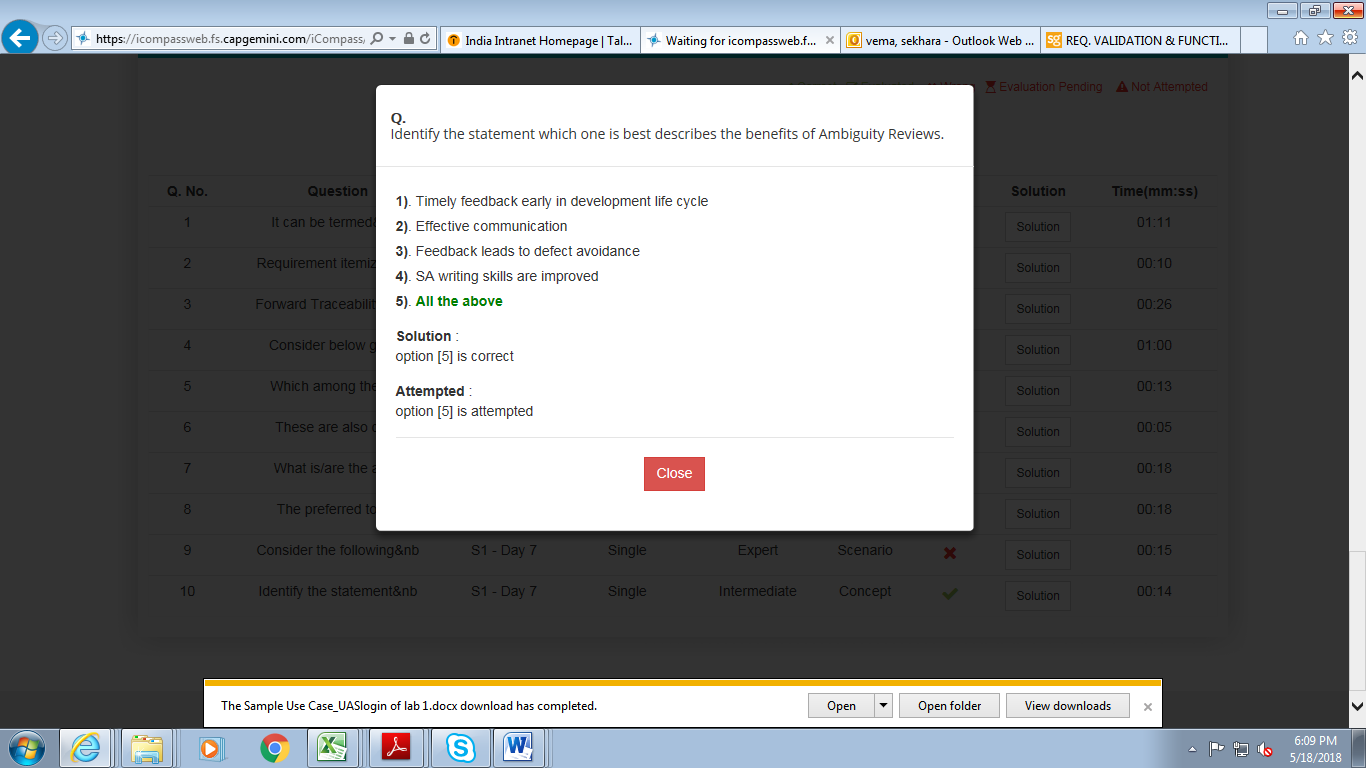 https://icompassweb.fs.capgemini.com/iCompass/
India Intranet Homepage | Tal...
Waiting for icompassweb.f...
vema, sekhara - Outlook Web ...
REQ. VALIDATION & FUNCTI...
Evaluation Pending
Not Attempted
Q.
Identify the statement which one is best describes the benefits of Ambiguity Reviews.
1). Timely feedback early in development life cycle
2). Effective communication
3). Feedback leads to defect avoidance
4). SA writing skills are improved
5). All the above
Solution :
option [5] is correct
Attempted :
option [5] is attempted
Close
Q. No. Question Solution Time(mm:ss)
1 It can be termed& Solution 01:11
2 Requirement itemiz Solution 00:10
3 Forward Traceabilit Solution 00:26
4 Consider below g Solution 01:00
5 Which among the Solution 00:13
6 These are also Solution 00:05
7 What is/are the a Solution 00:18
8 The preferred to Solution 00:18
9 Consider the following&nb S1 - Day 7 Single Expert Scenario Solution 00:15
10 Identify the statement&nb S1 - Day 7 Single Intermediate Concept Solution 00:14
The Sample Use Case_UASlogin of lab 1.docx download has completed.
Open
Open folder
View downloads
6:09 PM
5/18/2018